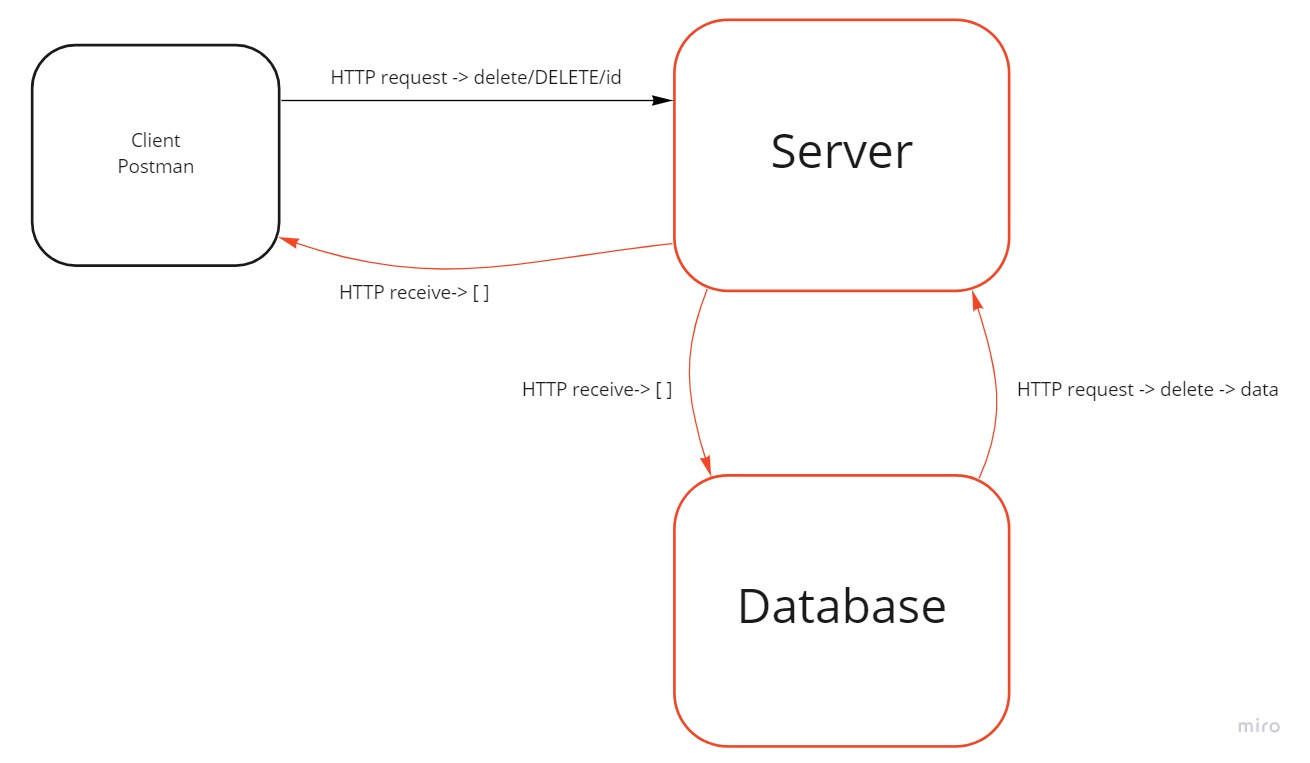 HTTP request -> delete/DELETE/id
Client
Postman
Server
HTTP receive-> [ ]
HTTP receive-> [ ]
HTTP request -> delete -> data
Database
miro